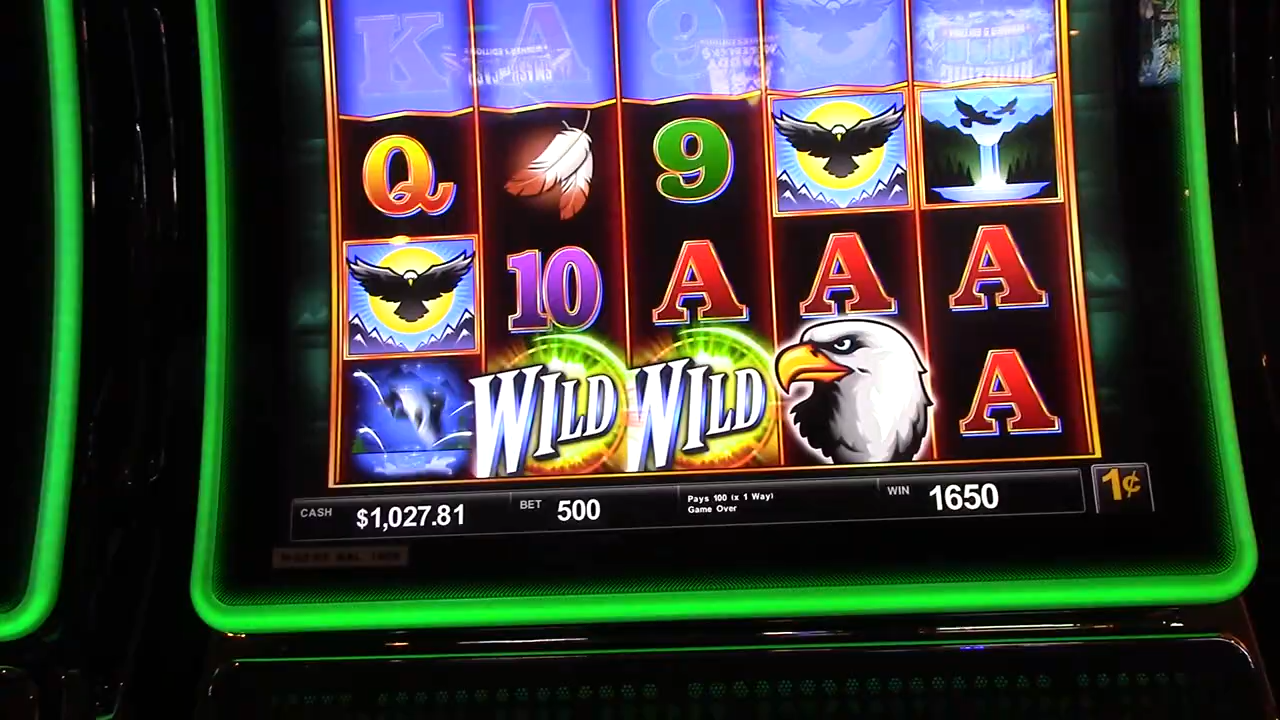 K A 9
Q 9
10 A A A
WILD WILD A
CASH $1,027.81 BET 500 Pays 100 (x 1 Way) WIN 1650 1¢
Game Over